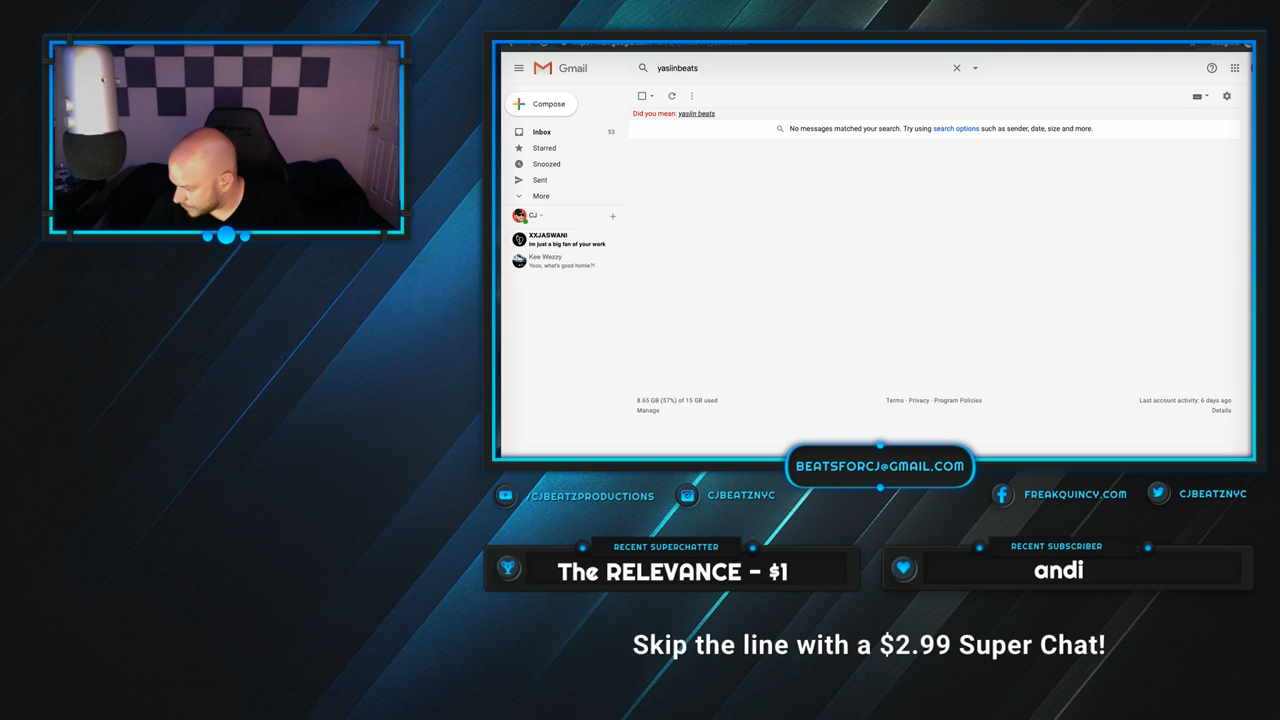 Gmail
yasiinbeats
Compose
Did you mean: yasiin beats
Inbox 53
No messages matched your search. Try using search options such as sender, date, size and more.
Starred
Snoozed
Sent
More
CJ
XXJASWANI
im just a big fan of your work
Kee Wezzy
Yooo, what's good homie?!
8.65 GB (57%) of 15 GB used
Manage
Terms · Privacy · Program Policies
Last account activity: 6 days ago
Details
BEATSFORCJ@GMAIL.COM
/CJBEATZPRODUCTIONS
CJBEATZNYC
FREAKQUINCY.COM
CJBEATZNYC
RECENT SUPERCHATTER
The RELEVANCE - $1
RECENT SUBSCRIBER
andi
Skip the line with a $2.99 Super Chat!